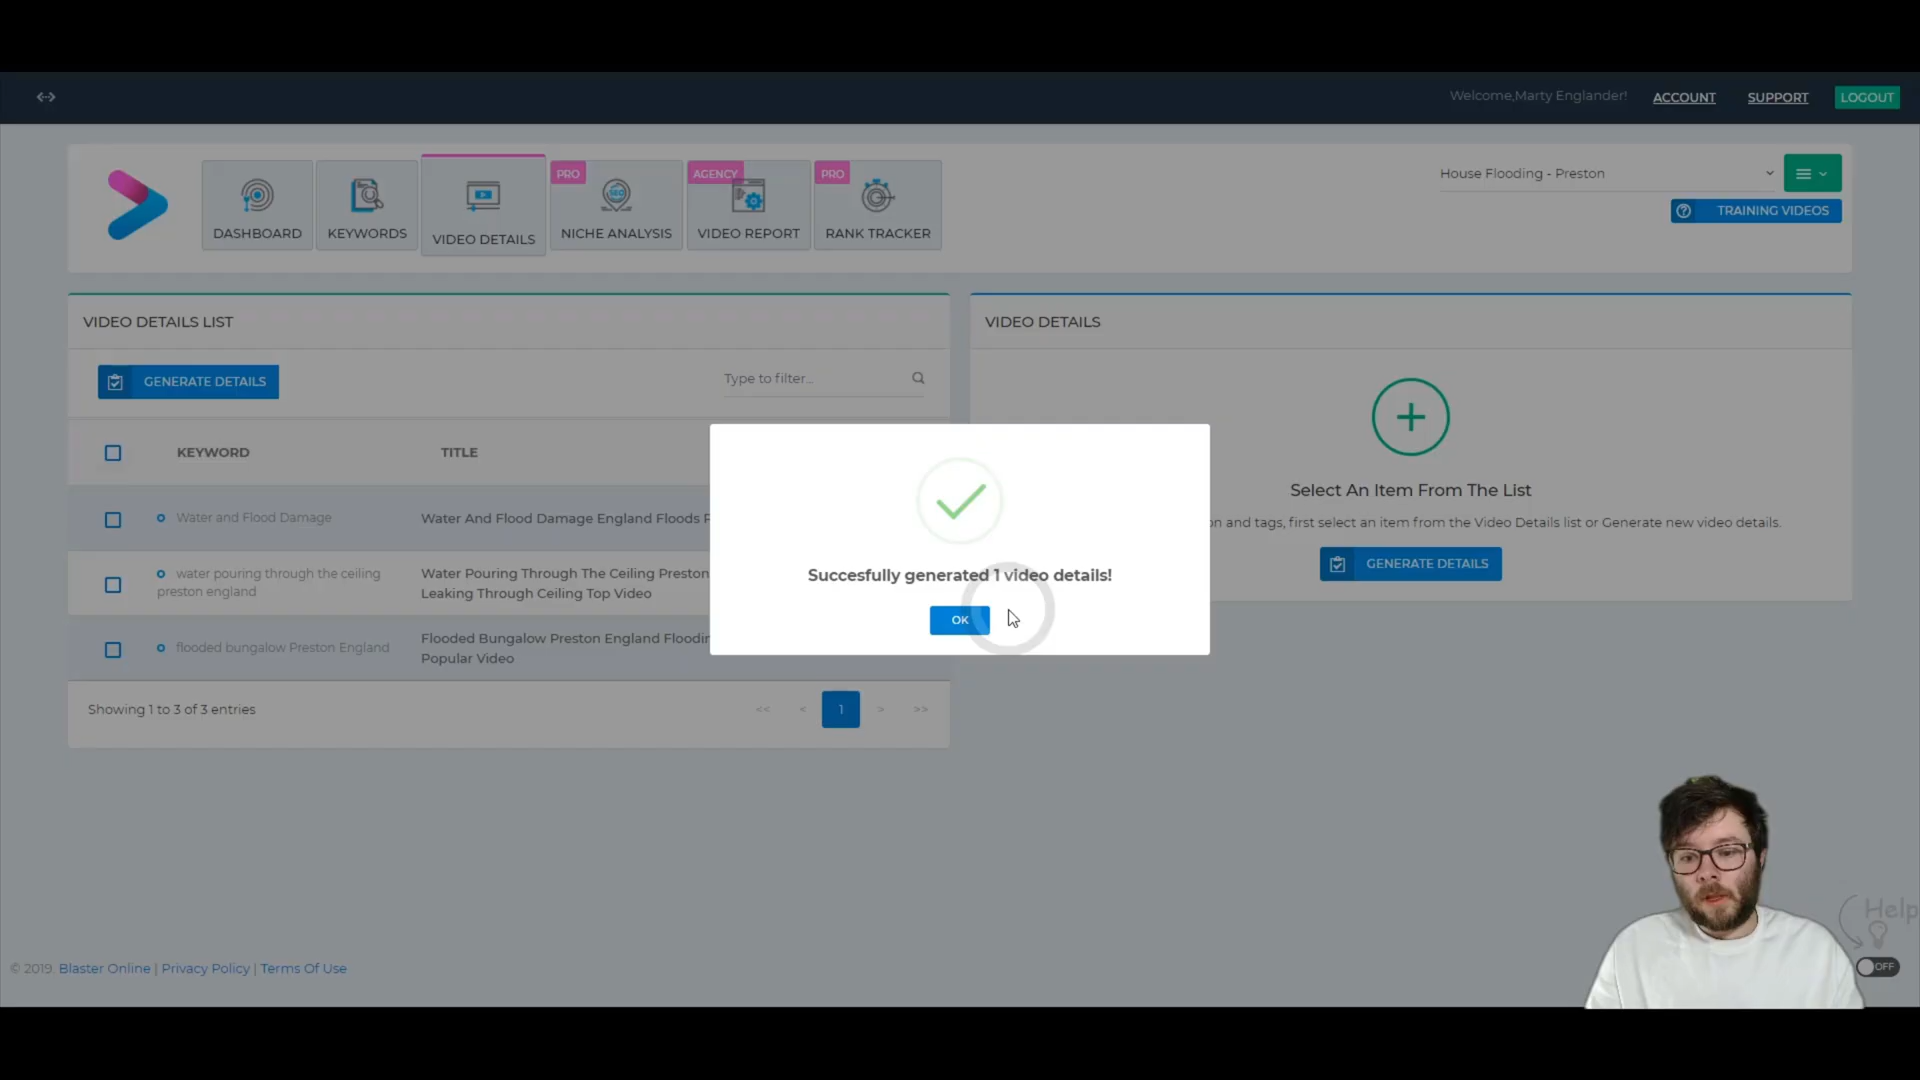 Welcome,Marty Englander!
ACCOUNT
SUPPORT
LOGOUT
DASHBOARD
KEYWORDS
VIDEO DETAILS
PRO
NICHE ANALYSIS
AGENCY
VIDEO REPORT
PRO
RANK TRACKER
House Flooding - Preston
TRAINING VIDEOS
VIDEO DETAILS LIST
GENERATE DETAILS
Type to filter...
KEYWORD
TITLE
Water and Flood Damage
Water And Flood Damage England Floods
water pouring through the ceiling
preston england
Water Pouring Through The Ceiling Preston
Leaking Through Ceiling Top Video
flooded bungalow Preston England
Flooded Bungalow Preston England
Popular Video
Showing 1 to 3 of 3 entries
<< < 1 > >>
VIDEO DETAILS
Select An Item From The List
and tags, first select an item from the Video Details list or Generate new video details.
GENERATE DETAILS
SEO
Succesfully generated 1 video details!
OK
Help
OFF
© 2019. Blaster Online | Privacy Policy | Terms Of Use